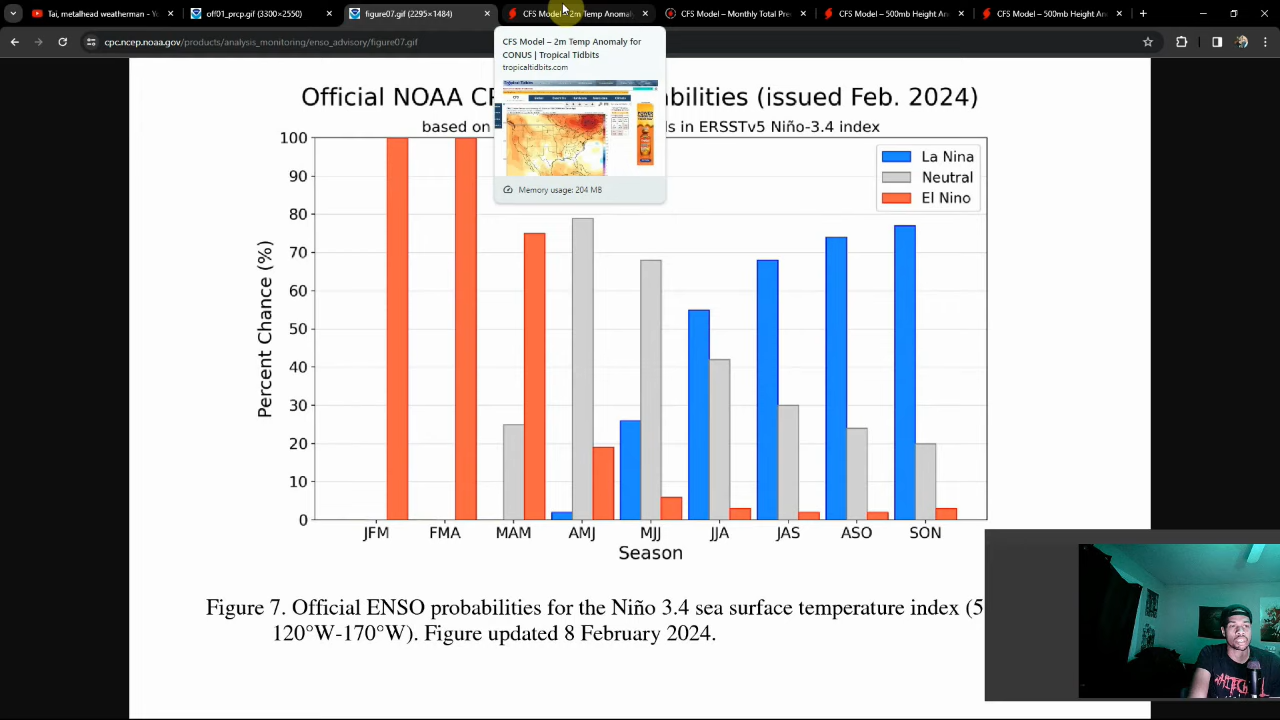 Tai, metalhead weatherman - Yo
off01_prcp.gif (3300×2550)
figure07.gif (2295×1484)
CFS Model – 2m Temp Anomal
CFS Model – Monthly Total Pre
CFS Model – 500mb Height An
CFS Model – 500mb Height An
cpc.ncep.noaa.gov/products/analysis_monitoring/enso_advisory/figure07.gif
CFS Model – 2m Temp Anomaly for
CONUS | Tropical Tidbits
tropicaltidbits.com
Memory usage: 204 MB
Official NOAA CP abilities (issued Feb. 2024)
based on s in ERSSTv5 Niño-3.4 index
La Nina
Neutral
El Nino
Percent Chance (%)
100
90
80
70
60
50
40
30
20
10
0
JFM FMA MAM AMJ MJJ JJA JAS ASO SON
Season
Figure 7. Official ENSO probabilities for the Niño 3.4 sea surface temperature index (5
120°W-170°W). Figure updated 8 February 2024.